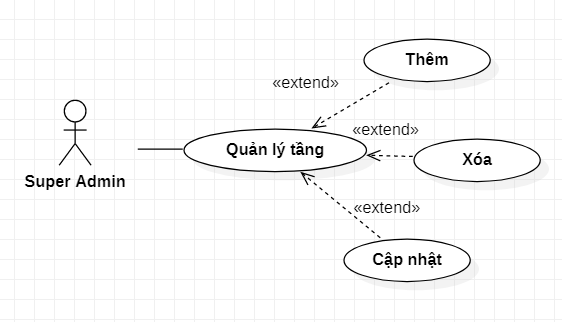 Thêm
«extend»
«extend»
Quản lý tầng
Xóa
Super Admin
«extend»
Cập nhật